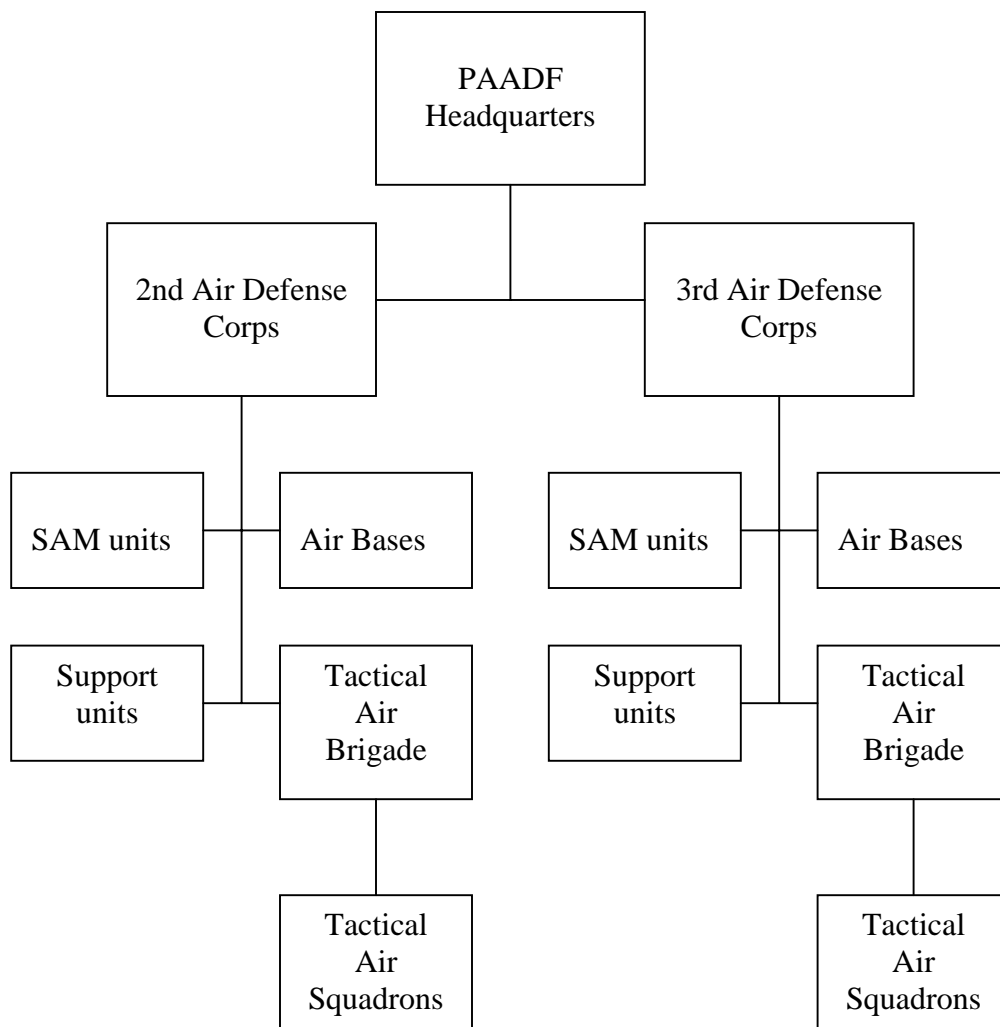 PAADF
Headquarters
2nd Air Defense
Corps
3rd Air Defense
Corps
SAM units
Air Bases
SAM units
Air Bases
Support
units
Tactical
Air
Brigade
Support
units
Tactical
Air
Brigade
Tactical
Air
Squadrons
Tactical
Air
Squadrons